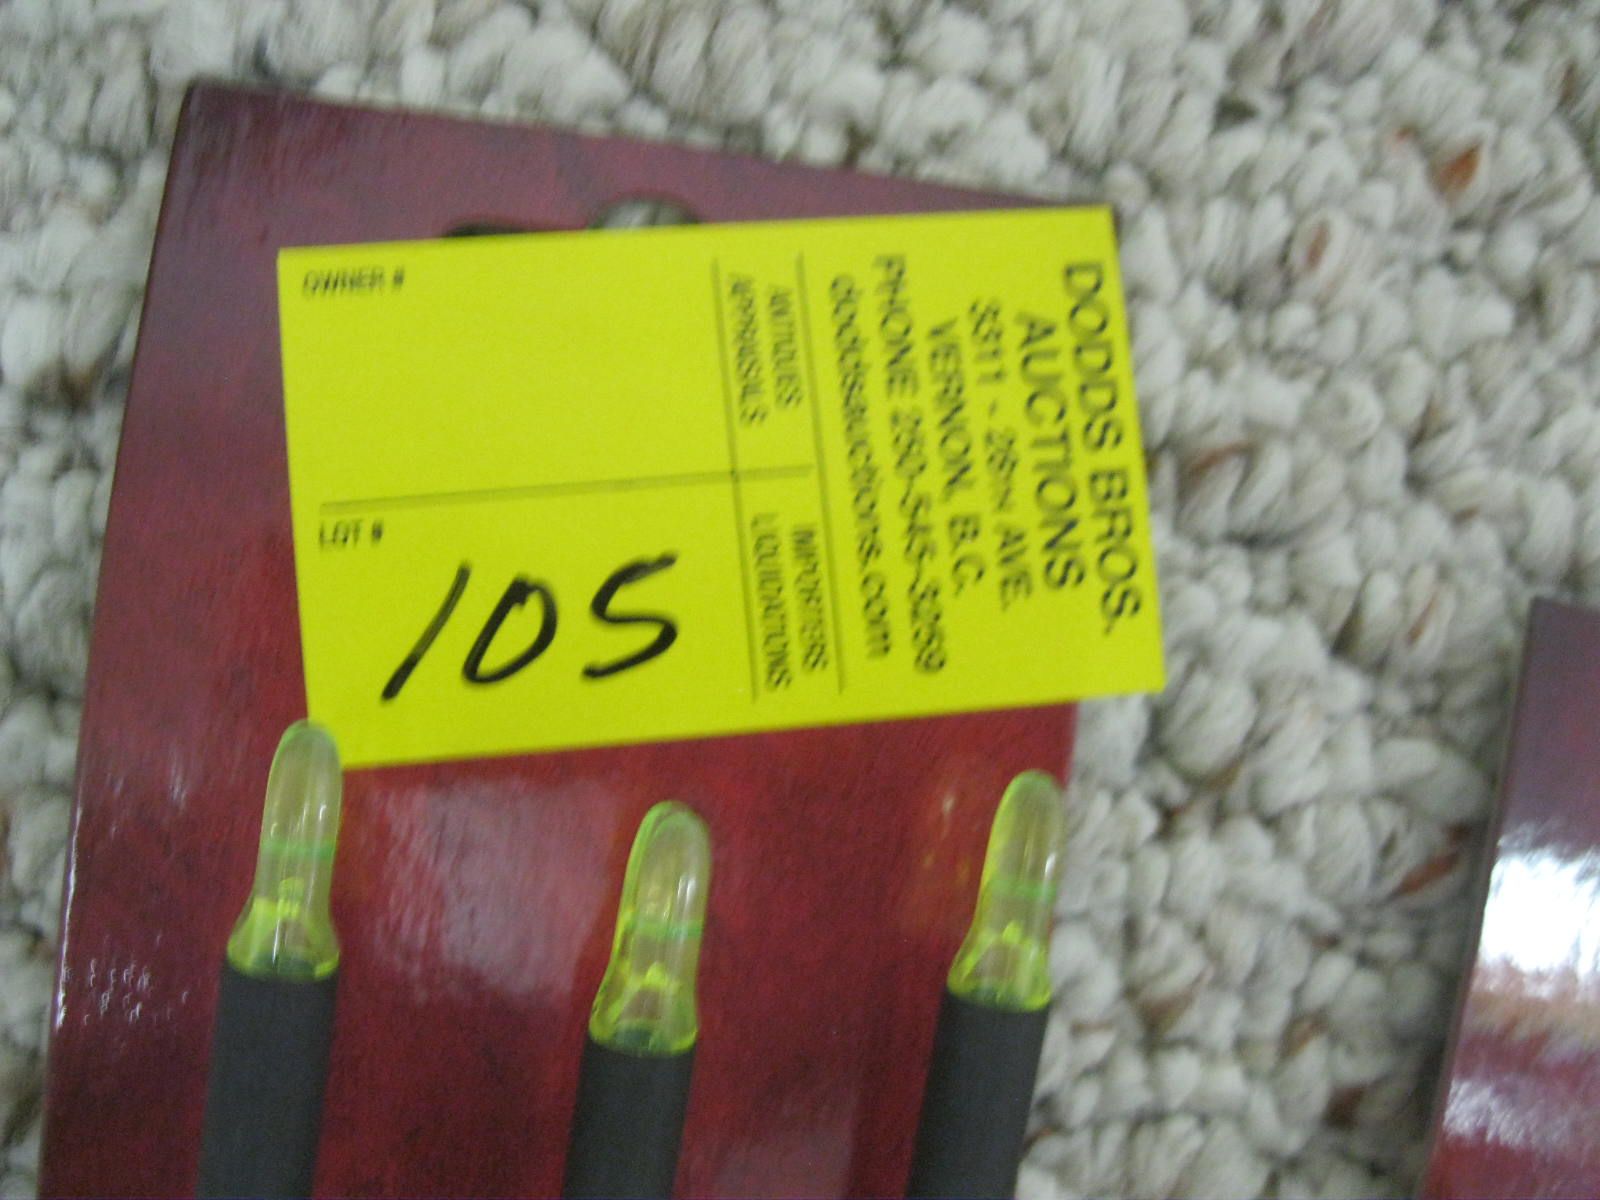 DODDS BROS.
AUCTIONS
3311 - 28TH AVE.
VERNON, B.C.
PHONE 250-545-3259
doddsauctions.com
ANTIQUES IMPORTERS
APPRAISALS LIQUIDATIONS
OWNER #
LOT #
105